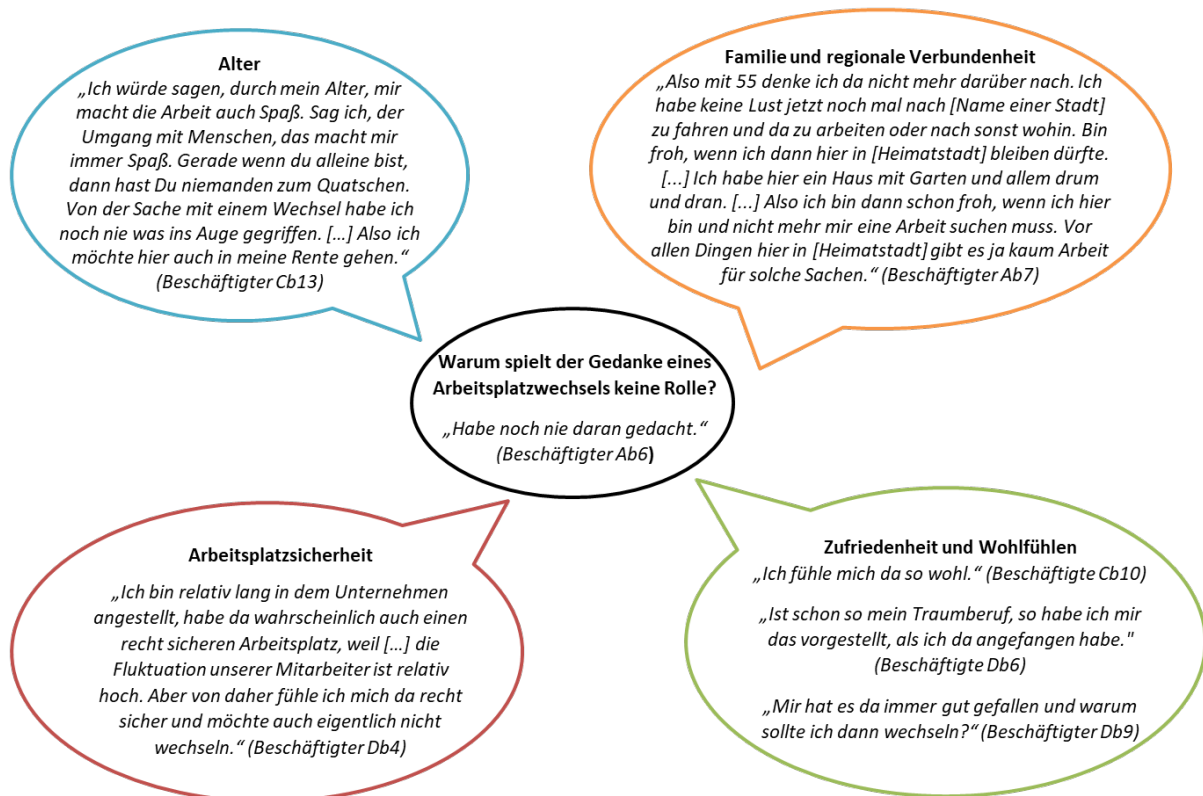 Alter
„Ich würde sagen, durch mein Alter, mir
macht die Arbeit auch Spaß. Sag ich, der
Umgang mit Menschen, das macht mir
immer Spaß. Gerade wenn du alleine bist,
dann hast Du niemanden zum Quatschen.
Von der Sache mit einem Wechsel habe ich
noch nie was ins Auge gegriffen. […] Also ich
möchte hier auch in meine Rente gehen.“
(Beschäftigter Cb13)
Familie und regionale Verbundenheit
„Also mit 55 denke ich da nicht mehr darüber nach. Ich
habe keine Lust jetzt noch mal nach [Name einer Stadt]
zu fahren und da zu arbeiten oder nach sonst wohin. Bin
froh, wenn ich dann hier in [Heimatstadt] bleiben dürfte.
[...] Ich habe hier ein Haus mit Garten und allem drum
und dran. [...] Also ich bin dann schon froh, wenn ich hier
bin und nicht mehr mir eine Arbeit suchen muss. Vor
allen Dingen hier in [Heimatstadt] gibt es ja kaum Arbeit
für solche Sachen.“ (Beschäftigter Ab7)
Warum spielt der Gedanke eines
Arbeitsplatzwechsels keine Rolle?
„Habe noch nie daran gedacht.“
(Beschäftigter Ab6)
Arbeitsplatzsicherheit
„Ich bin relativ lang in dem Unternehmen
angestellt, habe da wahrscheinlich auch einen
recht sicheren Arbeitsplatz, weil […] die
Fluktuation unserer Mitarbeiter ist relativ
hoch. Aber von daher fühle ich mich da recht
sicher und möchte auch eigentlich nicht
wechseln.“ (Beschäftigter Db4)
Zufriedenheit und Wohlfühlen
„Ich fühle mich da so wohl.“ (Beschäftigte Cb10)
„Ist schon so mein Traumberuf, so habe ich mir
das vorgestellt, als ich da angefangen habe."
(Beschäftigte Db6)
„Mir hat es da immer gut gefallen und warum
sollte ich dann wechseln?“ (Beschäftigter Db9)